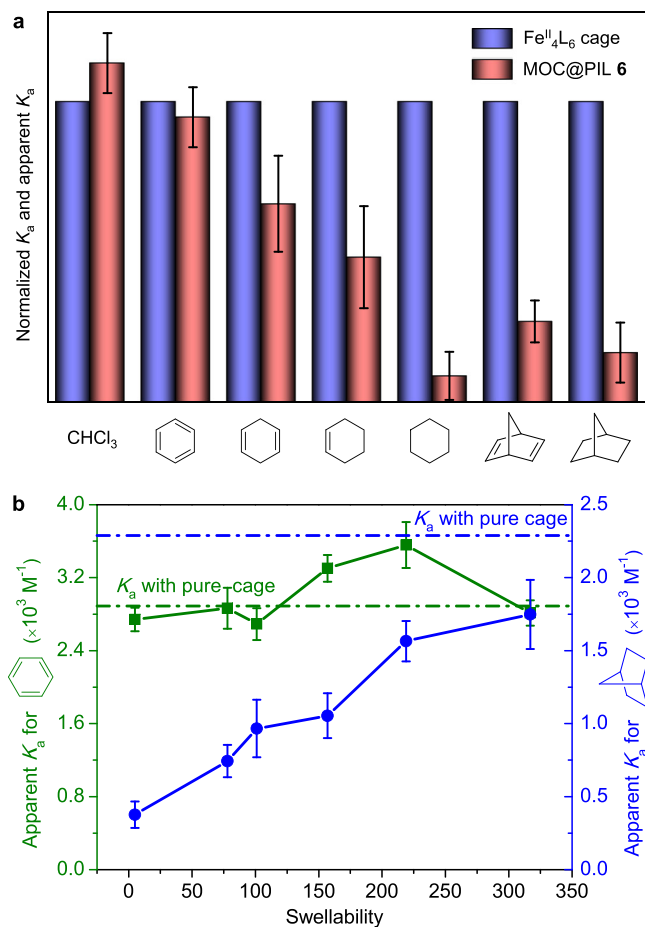 a
Fe^II_4L_6 cage
MOC@PIL 6
Normalized K_a and apparent K_a
CHCl_3
b
4.0
3.2
2.4
1.6
0.8
0.0
Apparent K_a for (×10^3 M^-1)
K_a with pure cage
K_a with pure cage
2.5
2.0
1.5
1.0
0.5
0.0
Apparent K_a for (×10^3 M^-1)
0 50 100 150 200 250 300 350
Swellability